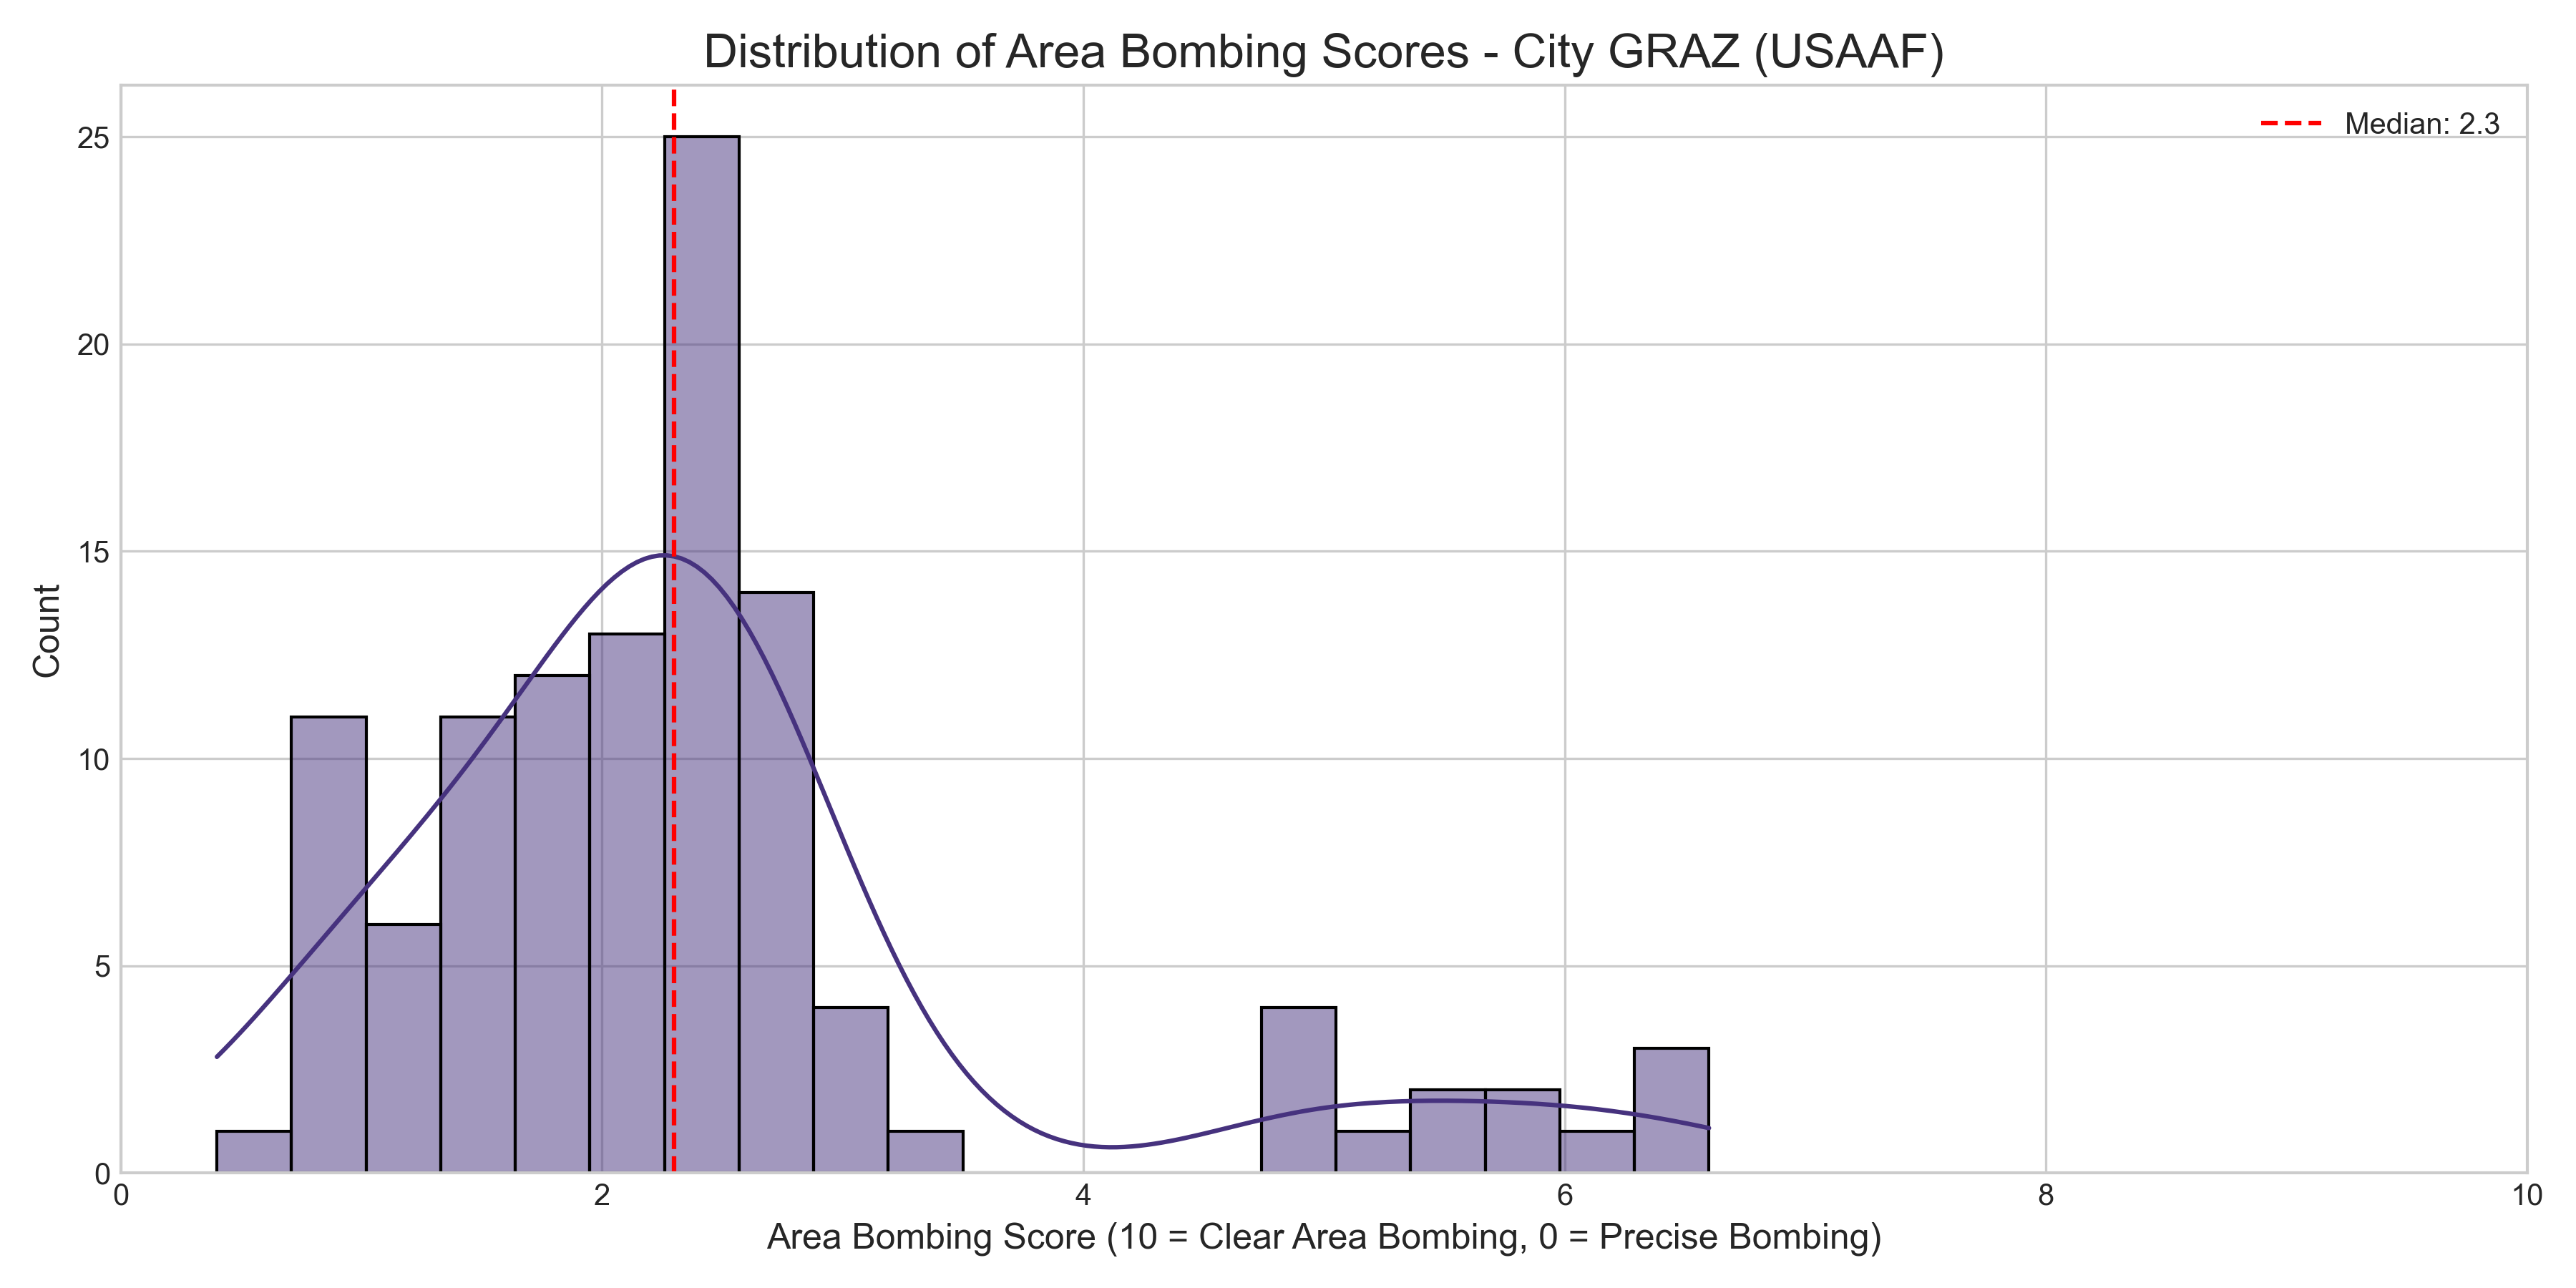 Distribution of Area Bombing Scores - City GRAZ (USAAF)
Median: 2.3
25
20
15
10
5
0
Count
0 2 4 6 8 10
Area Bombing Score (10 = Clear Area Bombing, 0 = Precise Bombing)